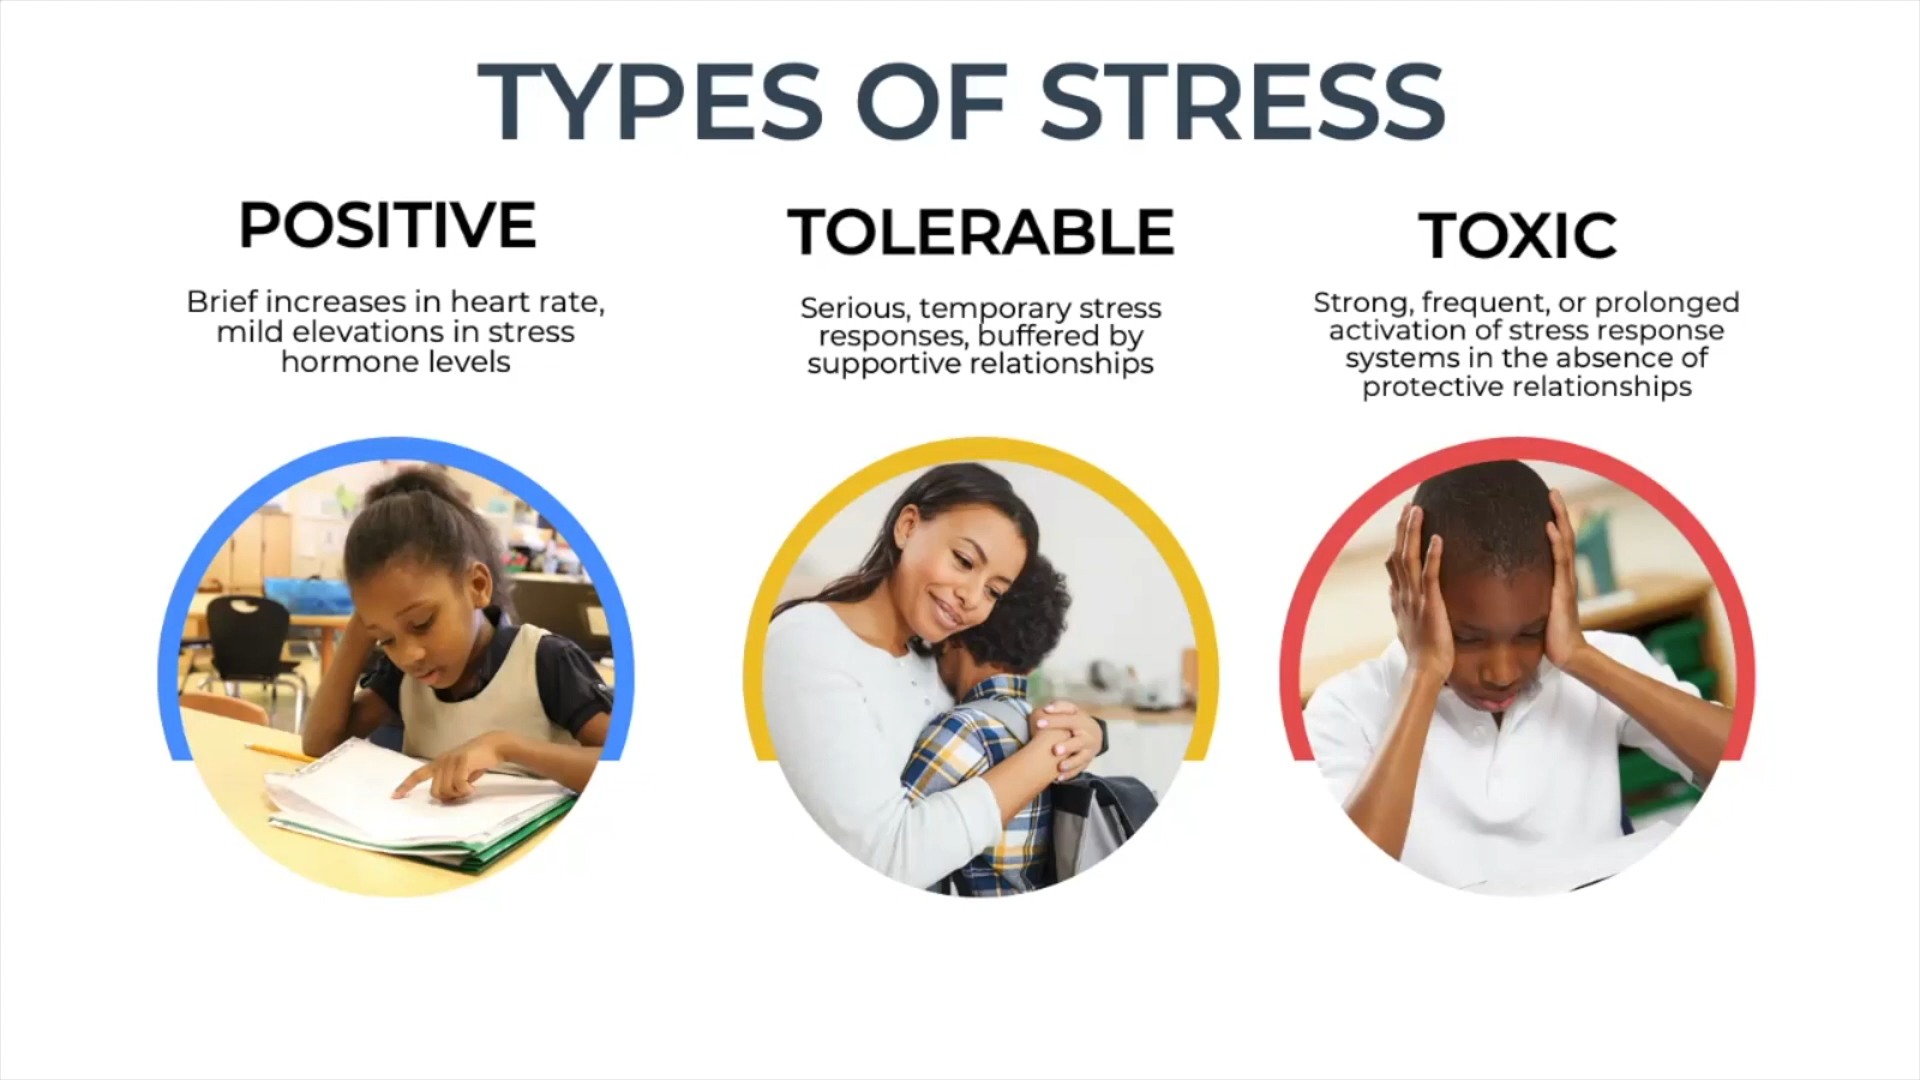 TYPES OF STRESS
POSITIVE
Brief increases in heart rate,
mild elevations in stress
hormone levels
TOLERABLE
Serious, temporary stress
responses, buffered by
supportive relationships
TOXIC
Strong, frequent, or prolonged
activation of stress response
systems in the absence of
protective relationships